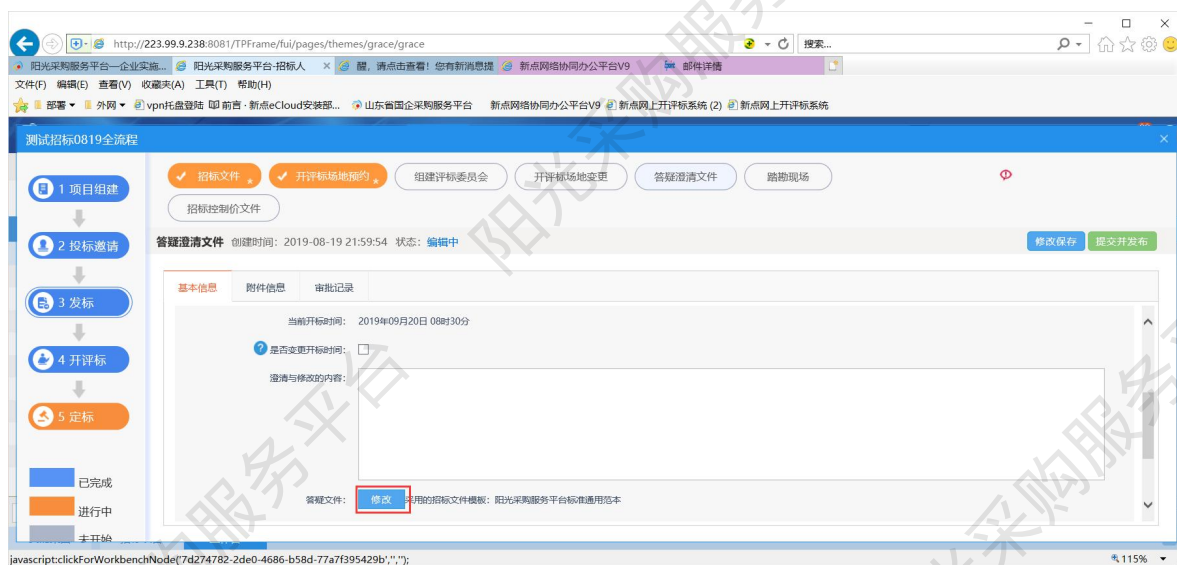 http://223.99.9.238:8081/TPFrame/fui/pages/themes/grace/grace
搜索...
阳光采购服务平台—企业实施... 阳光采购服务平台-招标人 × 醒，请点击查看！您有新消息提 新点网络协同办公平台V9 邮件详情
文件(F) 编辑(E) 查看(V) 收藏夹(A) 工具(T) 帮助(H)
部署 外网 vpn托盘登陆 前言 · 新点eCloud安装部... 山东省国企采购服务平台 新点网络协同办公平台V9 新点网上开评标系统 (2) 新点网上开评标系统
测试招标0819全流程
1 项目组建
2 投标邀请
3 发标
4 开评标
5 定标
已完成
进行中
未开始
招标文件 开评标场地预约 组建评标委员会 开评标场地变更 答疑澄清文件 踏勘现场
招标控制价文件
答疑澄清文件 创建时间：2019-08-19 21:59:54 状态：编辑中
修改保存 提交并发布
基本信息 附件信息 审批记录
当前开标时间： 2019年09月20日 08时30分
? 是否变更开标时间：
澄清与修改的内容：
答疑文件： 修改 采用的招标文件模板：阳光采购服务平台标准通用范本
javascript:clickForWorkbenchNode('7d274782-2de0-4686-b58d-77a7f395429b','','');
115%
阳光采购服务平台